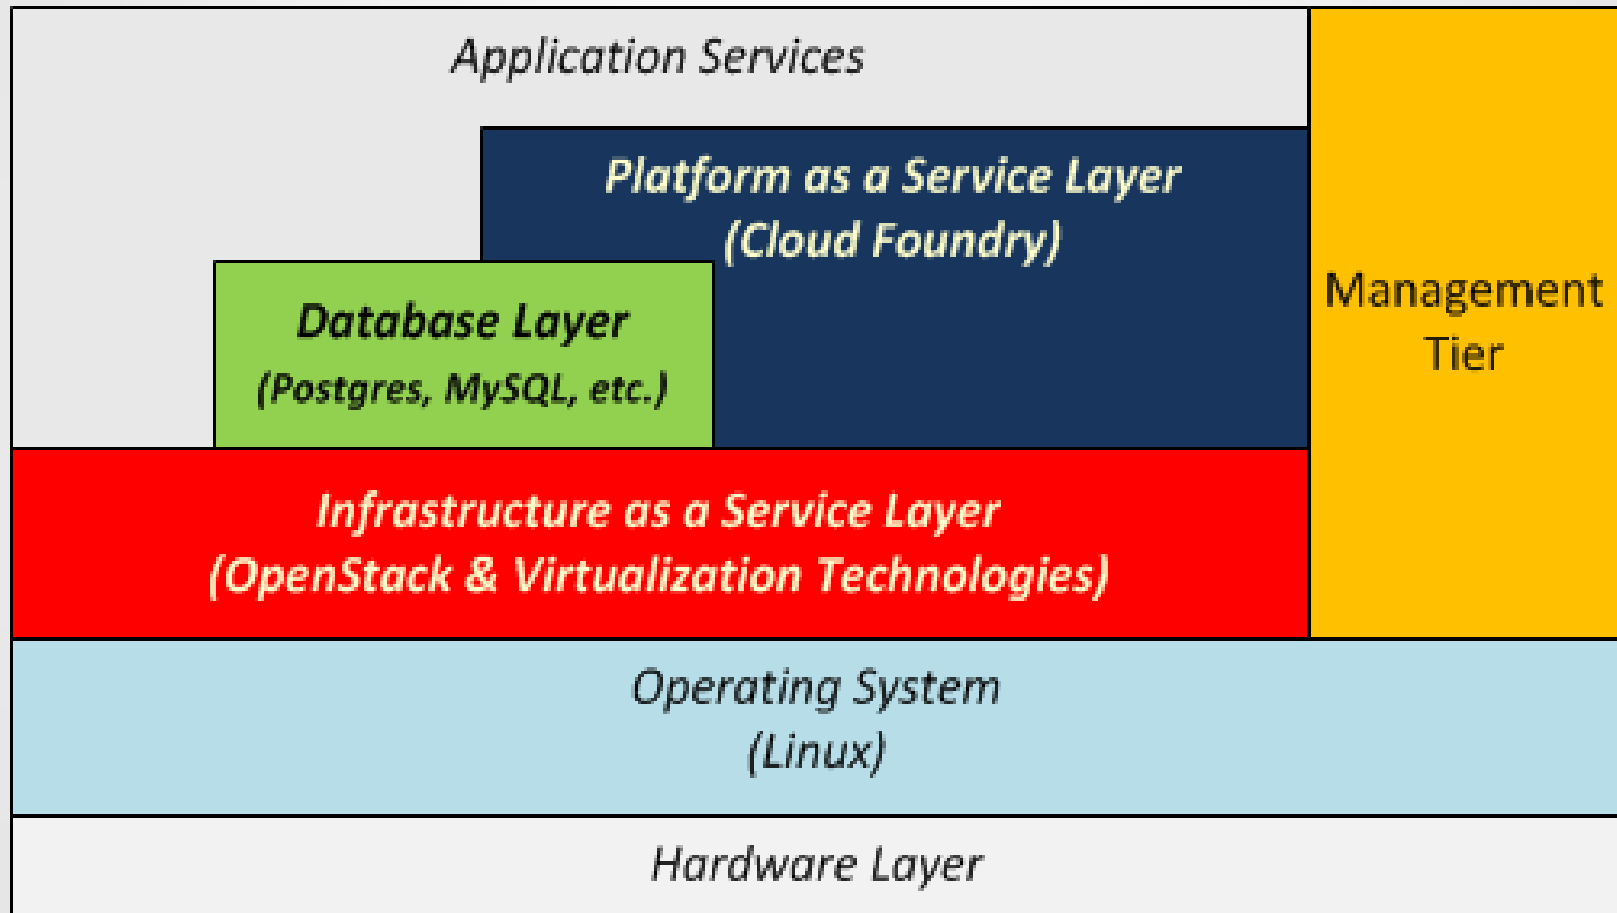 Application Services
Platform as a Service Layer
(Cloud Foundry)
Database Layer
(Postgres, MySQL, etc.)
Management
Tier
Infrastructure as a Service Layer
(OpenStack & Virtualization Technologies)
Operating System
(Linux)
Hardware Layer